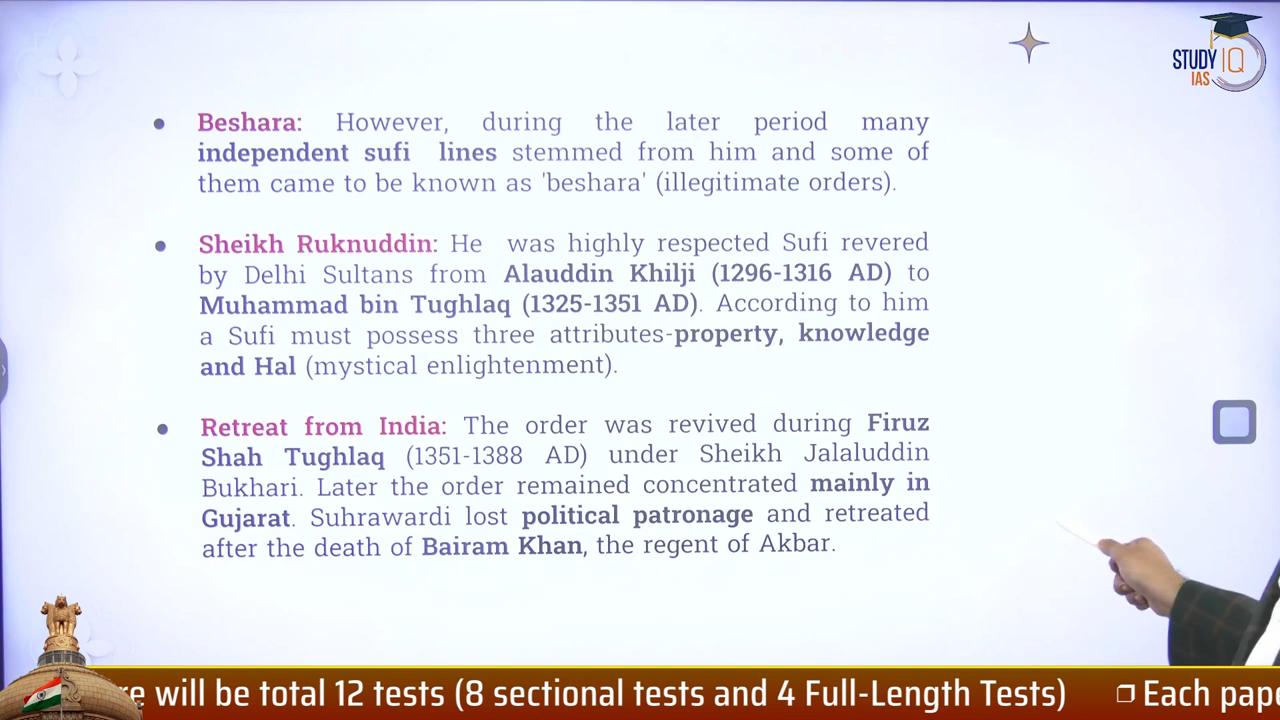 STUDY IQ
IAS
Beshara: However, during the later period many
independent sufi lines stemmed from him and some of
them came to be known as 'beshara' (illegitimate orders).
Sheikh Ruknuddin: He was highly respected Sufi revered
by Delhi Sultans from Alauddin Khilji (1296-1316 AD) to
Muhammad bin Tughlaq (1325-1351 AD). According to him
a Sufi must possess three attributes-property, knowledge
and Hal (mystical enlightenment).
Retreat from India: The order was revived during Firuz
Shah Tughlaq (1351-1388 AD) under Sheikh Jalaluddin
Bukhari. Later the order remained concentrated mainly in
Gujarat. Suhrawardi lost political patronage and retreated
after the death of Bairam Khan, the regent of Akbar.
re will be total 12 tests (8 sectional tests and 4 Full-Length Tests) ❒ Each pape